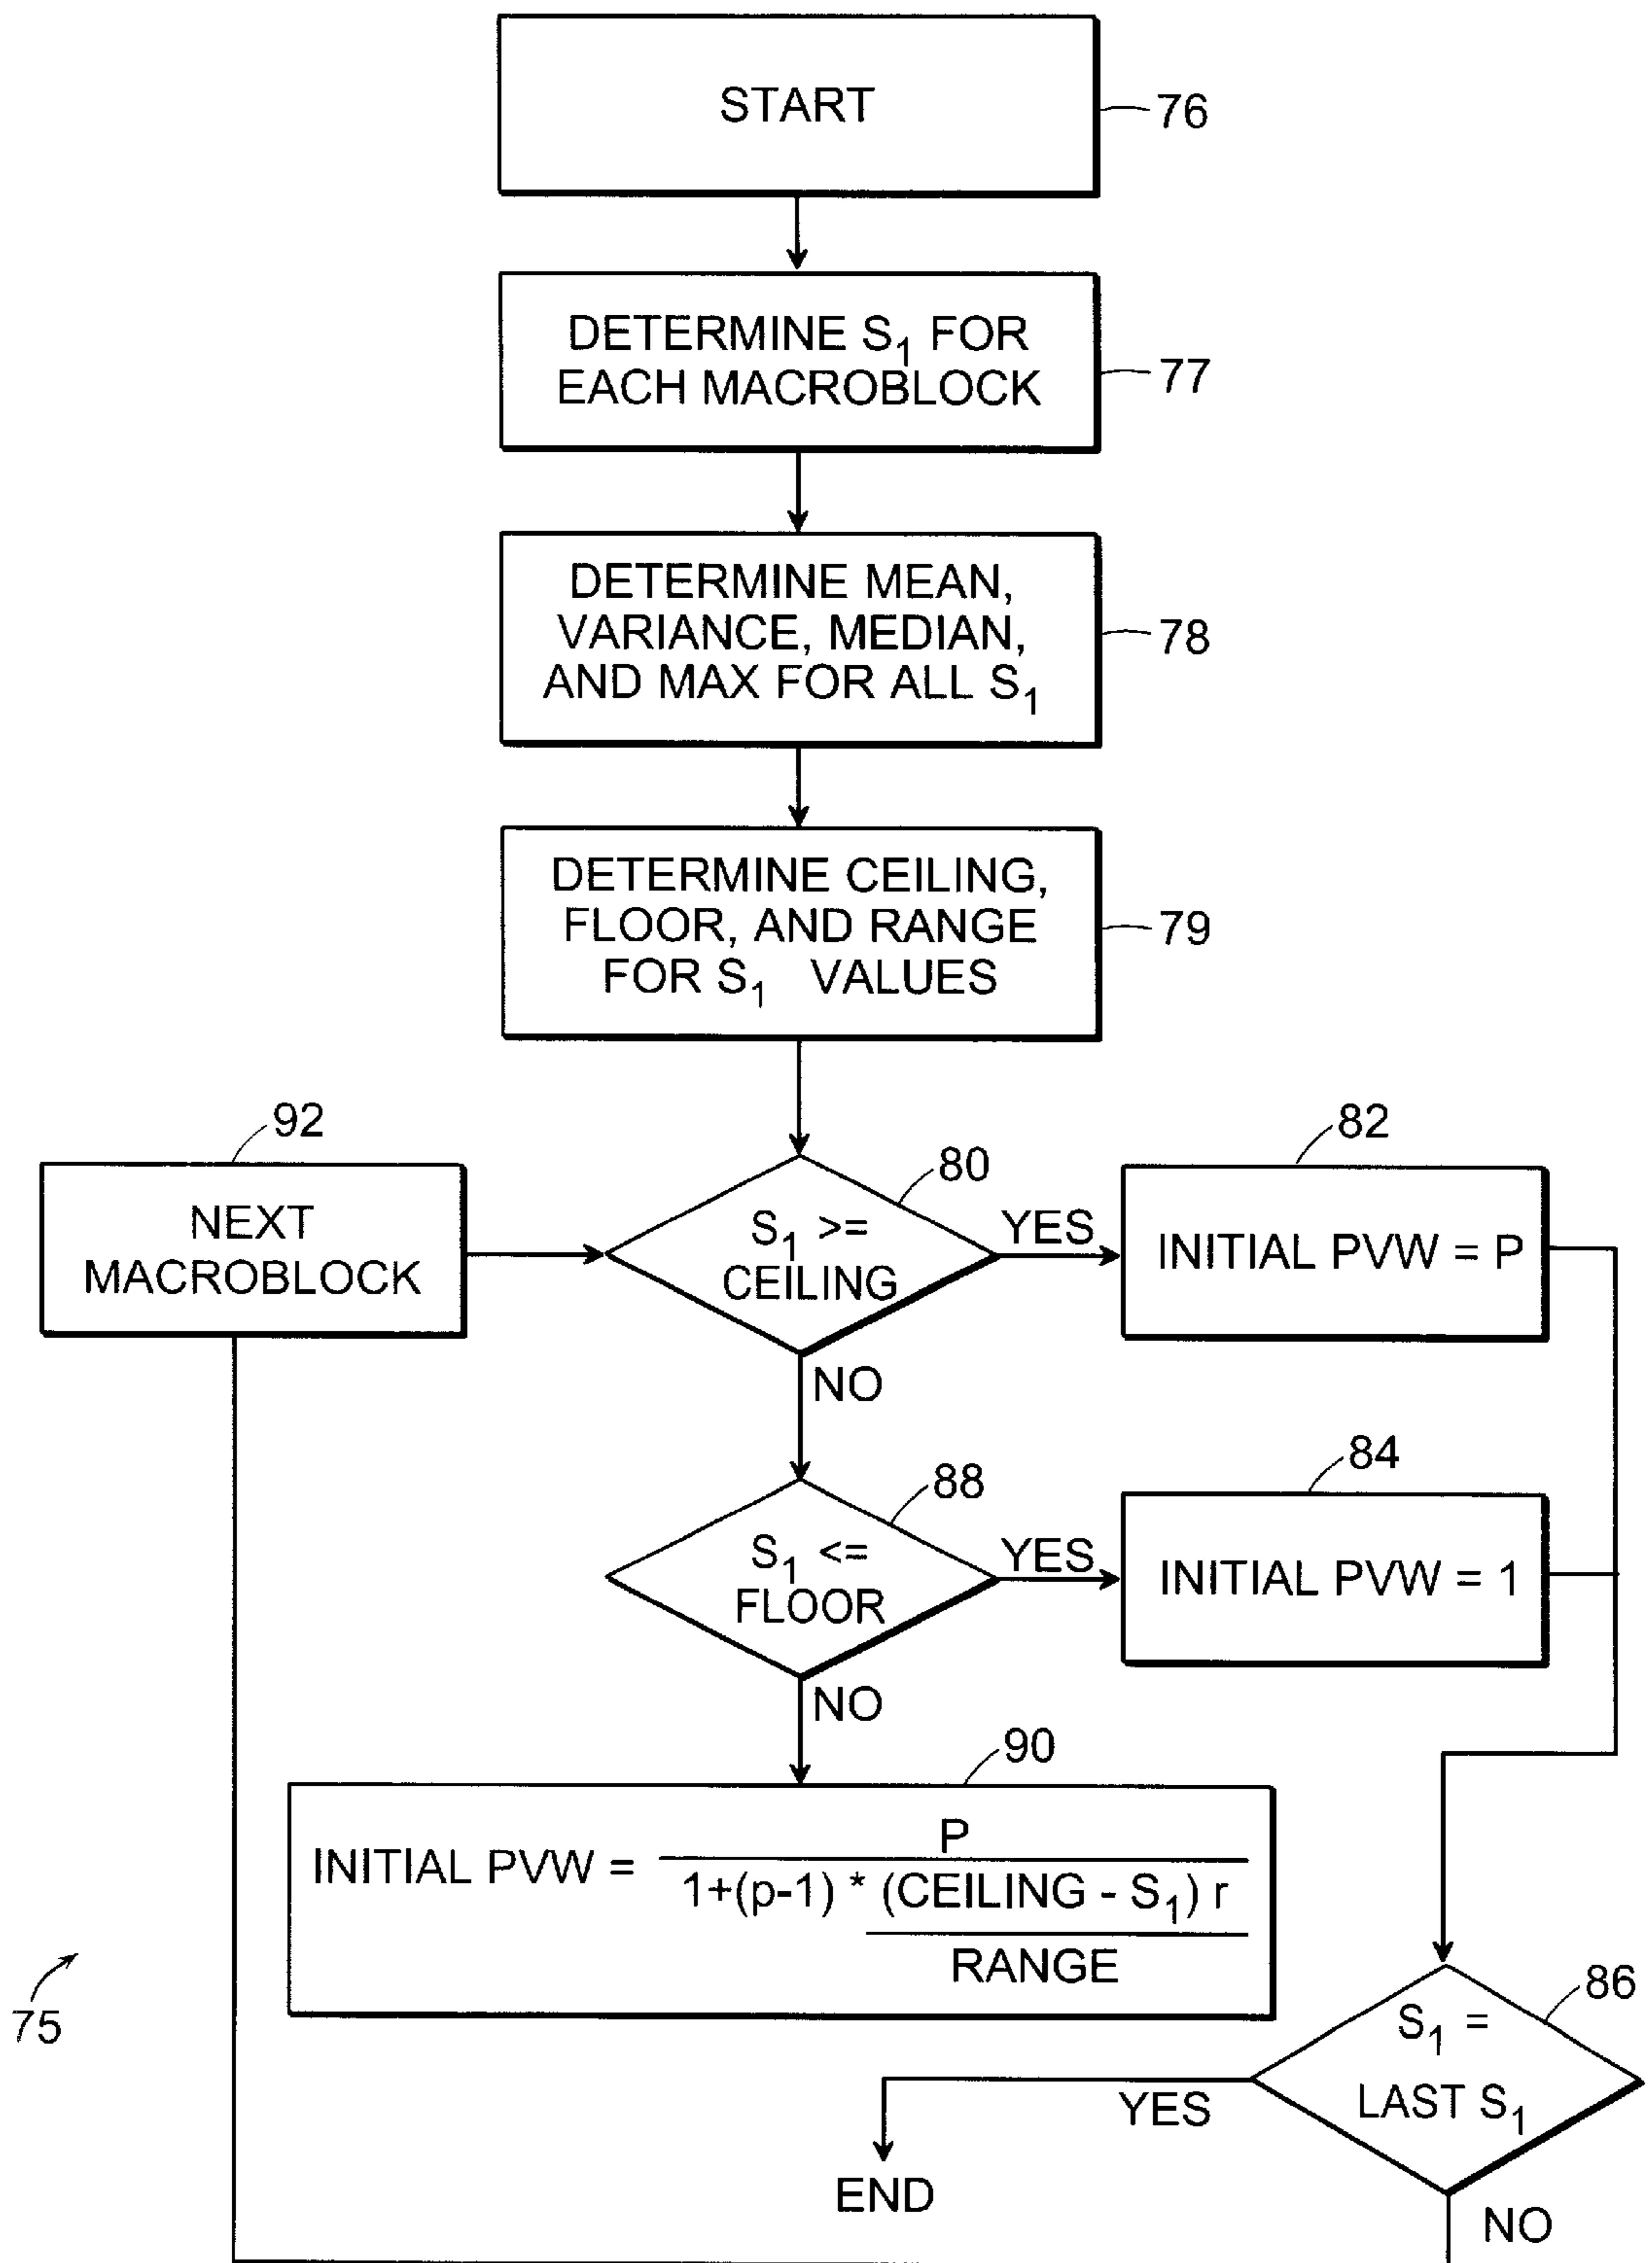 START
76
DETERMINE S₁ FOR
EACH MACROBLOCK
77
DETERMINE MEAN,
VARIANCE, MEDIAN,
AND MAX FOR ALL S₁
78
DETERMINE CEILING,
FLOOR, AND RANGE
FOR S₁ VALUES
79
92
NEXT
MACROBLOCK
80
S₁ >=
CEILING
YES
82
INITIAL PVW = P
NO
88
S₁ <=
FLOOR
YES
84
INITIAL PVW = 1
NO
90
INITIAL PVW =
P
1+(p-1) * (CEILING - S₁) r
RANGE
75
86
S₁ =
LAST S₁
YES
END
NO